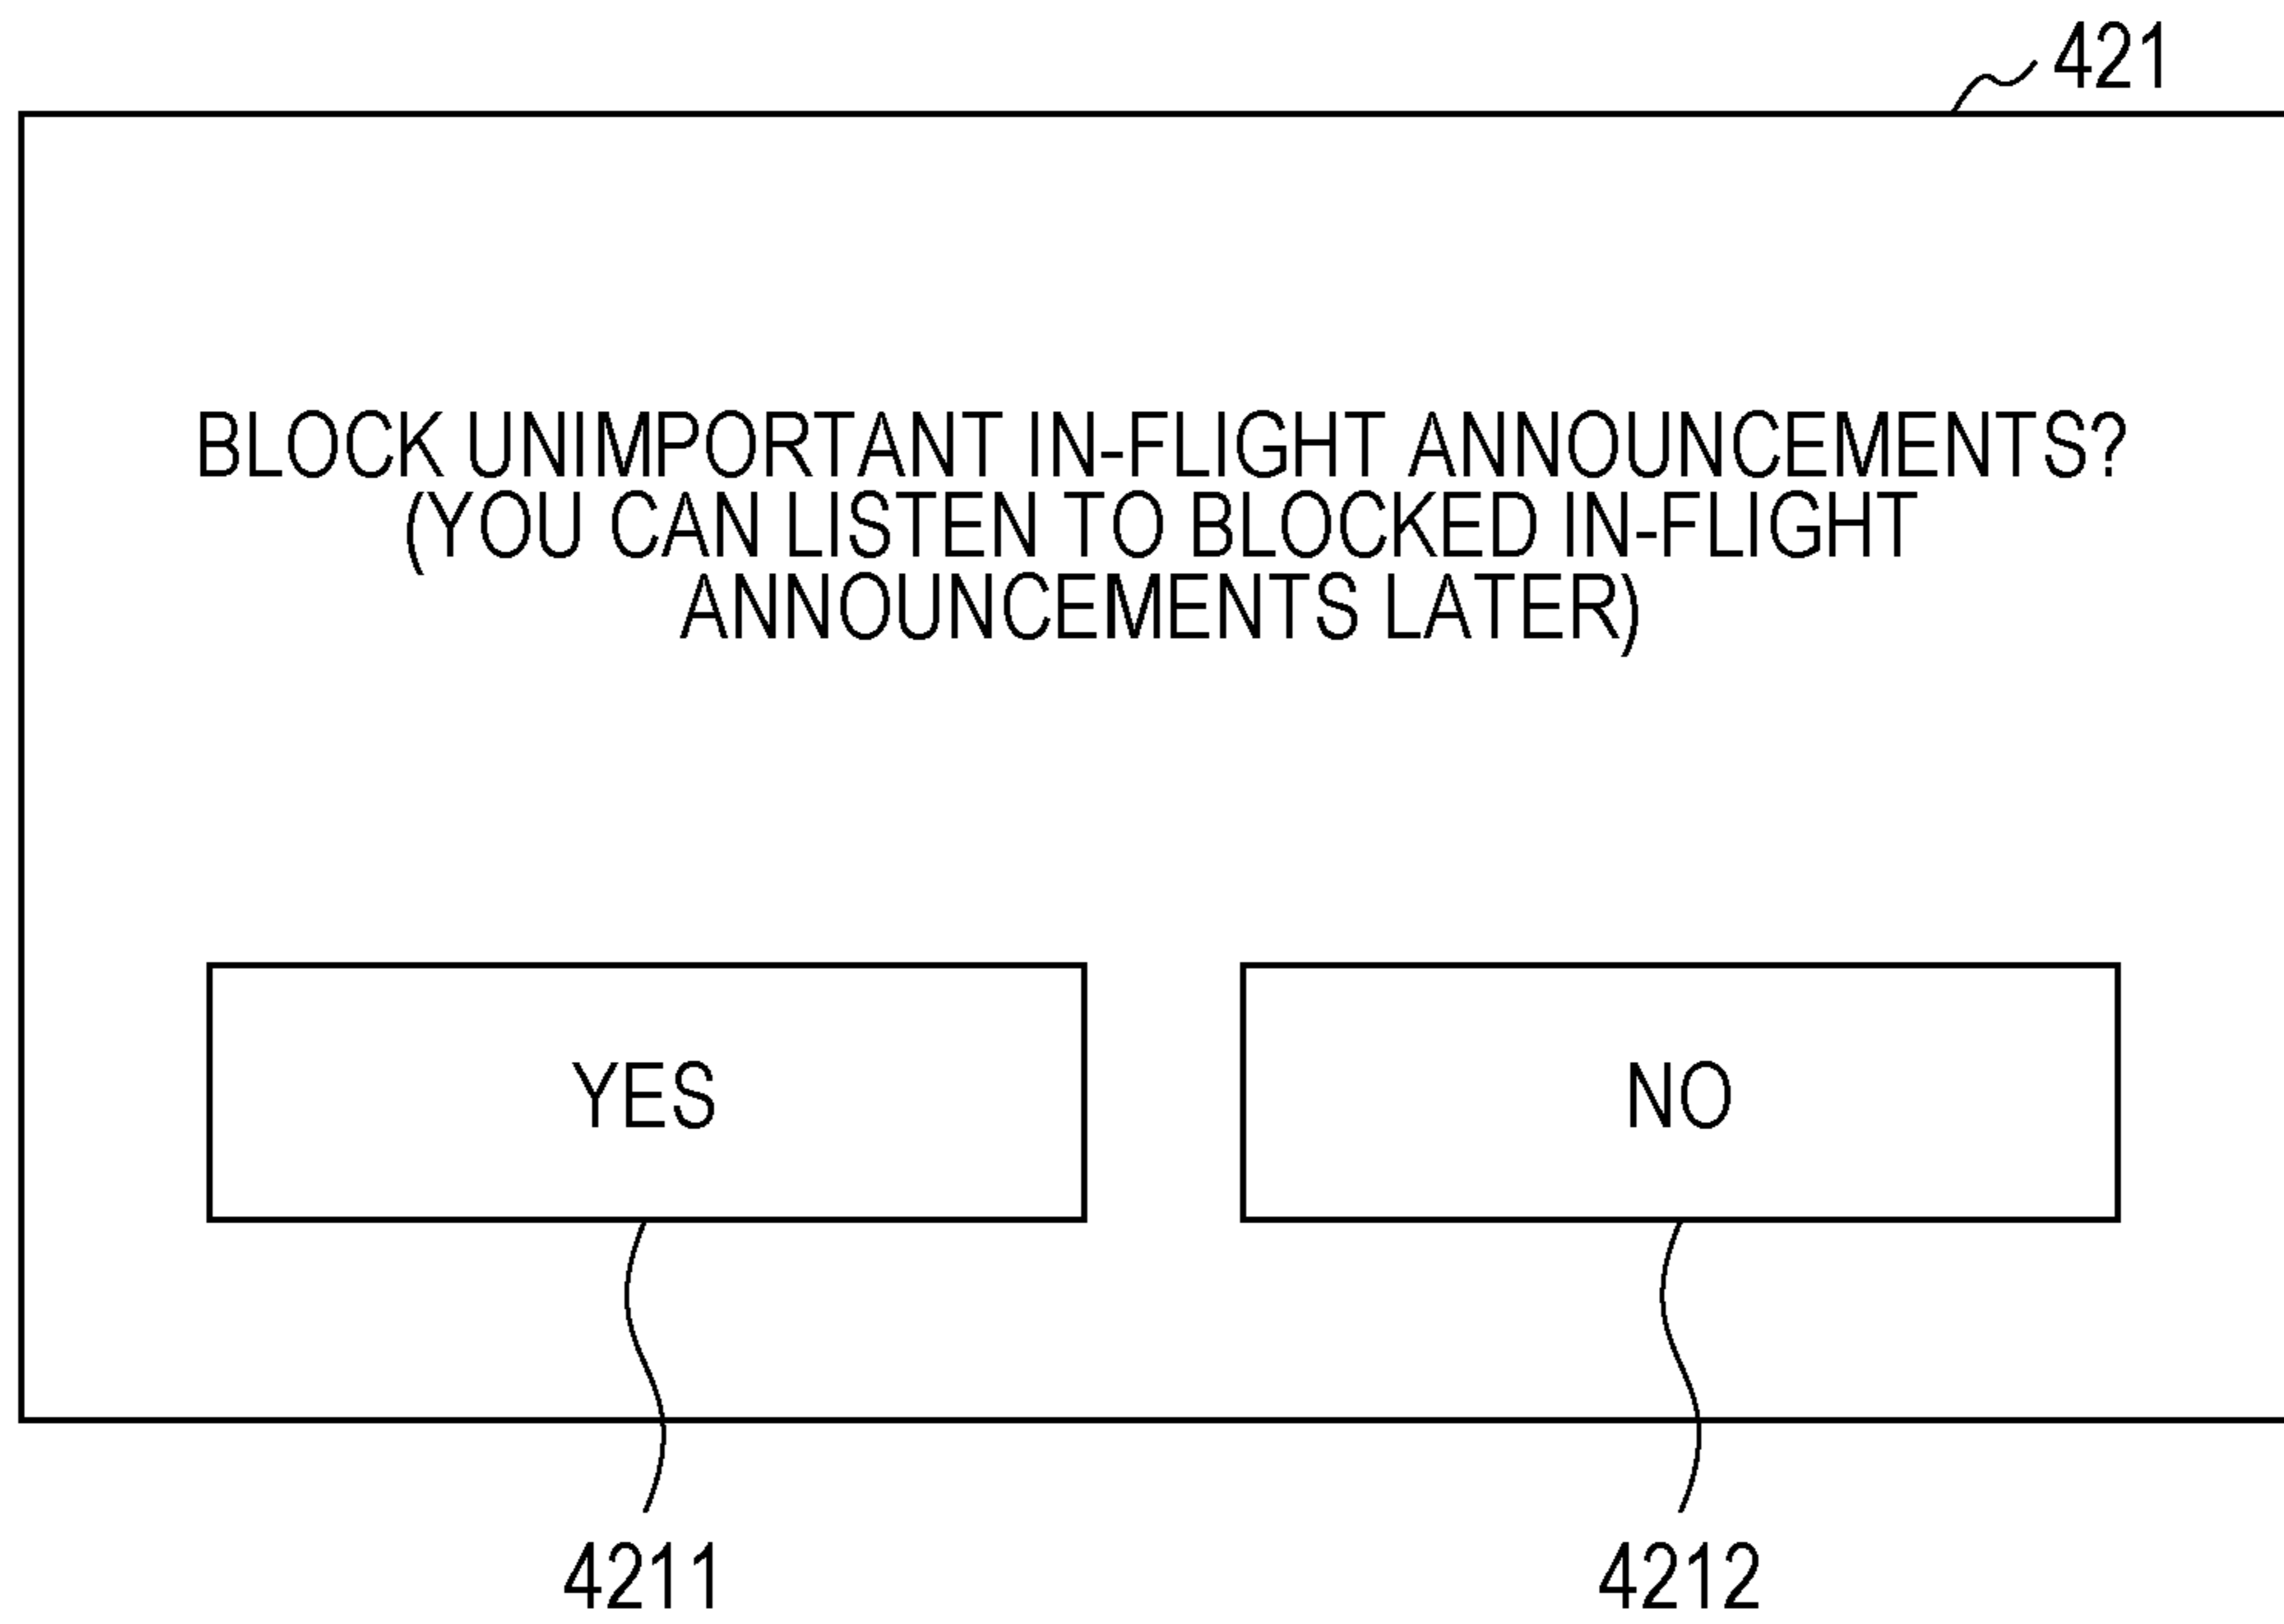 421
BLOCK UNIMPORTANT IN-FLIGHT ANNOUNCEMENTS?
(YOU CAN LISTEN TO BLOCKED IN-FLIGHT
ANNOUNCEMENTS LATER)
YES
NO
4211
4212